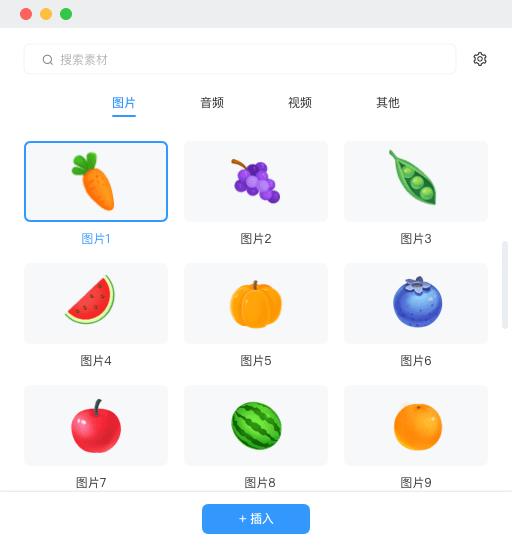 搜索素材
图片 音频 视频 其他
图片1 图片2 图片3
图片4 图片5 图片6
图片7 图片8 图片9
+ 插入